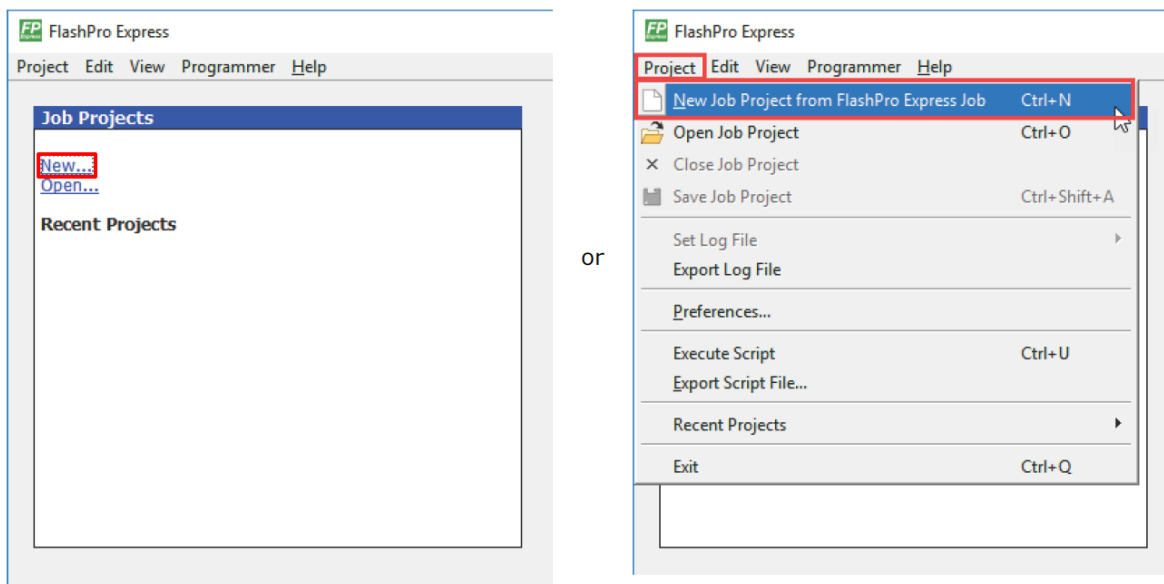 FP Express FlashPro Express
Project Edit View Programmer Help
Job Projects
New...
Open...
Recent Projects
or
FP Express FlashPro Express
Project Edit View Programmer Help
New Job Project from FlashPro Express Job Ctrl+N
Open Job Project Ctrl+O
Close Job Project
Save Job Project Ctrl+Shift+A
Set Log File
Export Log File
Preferences...
Execute Script Ctrl+U
Export Script File...
Recent Projects
Exit Ctrl+Q